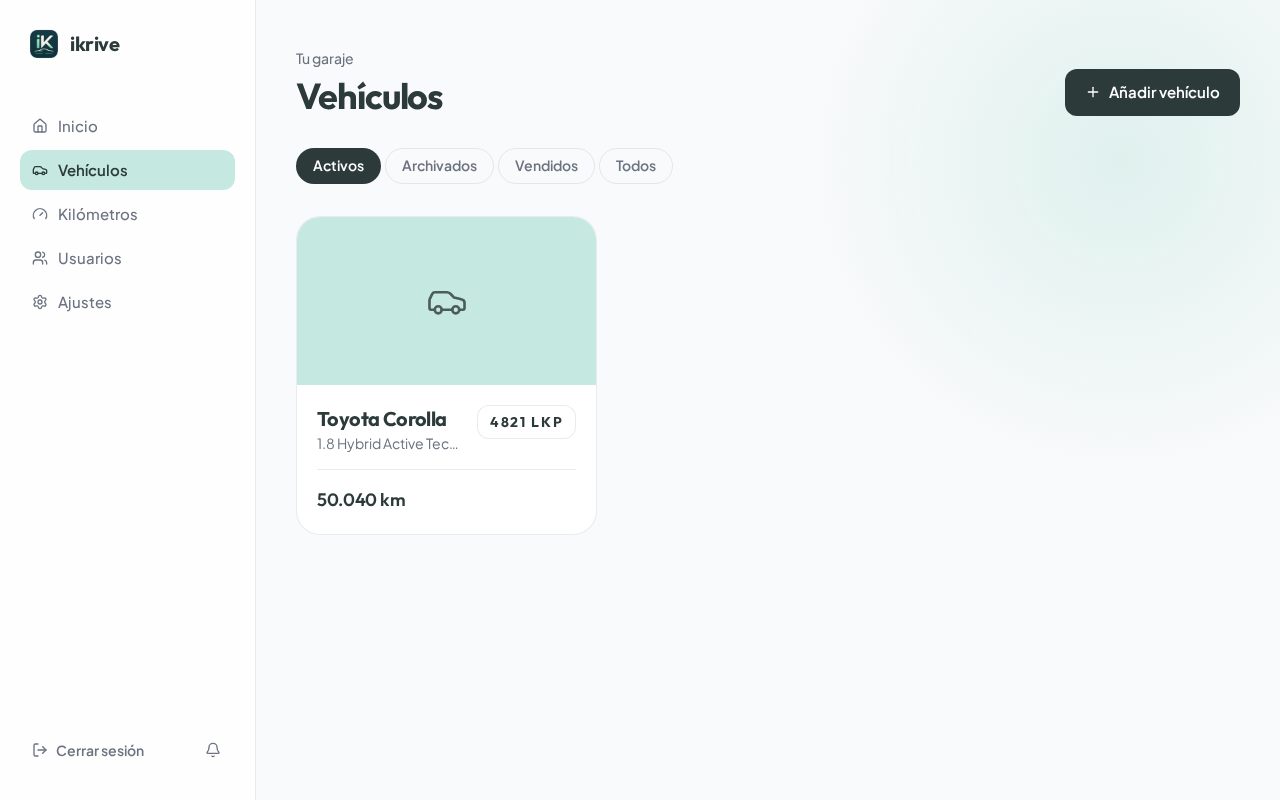 iK
ikrive
Inicio
Vehículos
Kilómetros
Usuarios
Ajustes
Cerrar sesión
Tu garaje
Vehículos
Añadir vehículo
Activos
Archivados
Vendidos
Todos
Toyota Corolla
4821 LKP
1.8 Hybrid Active Tec...
50.040 km